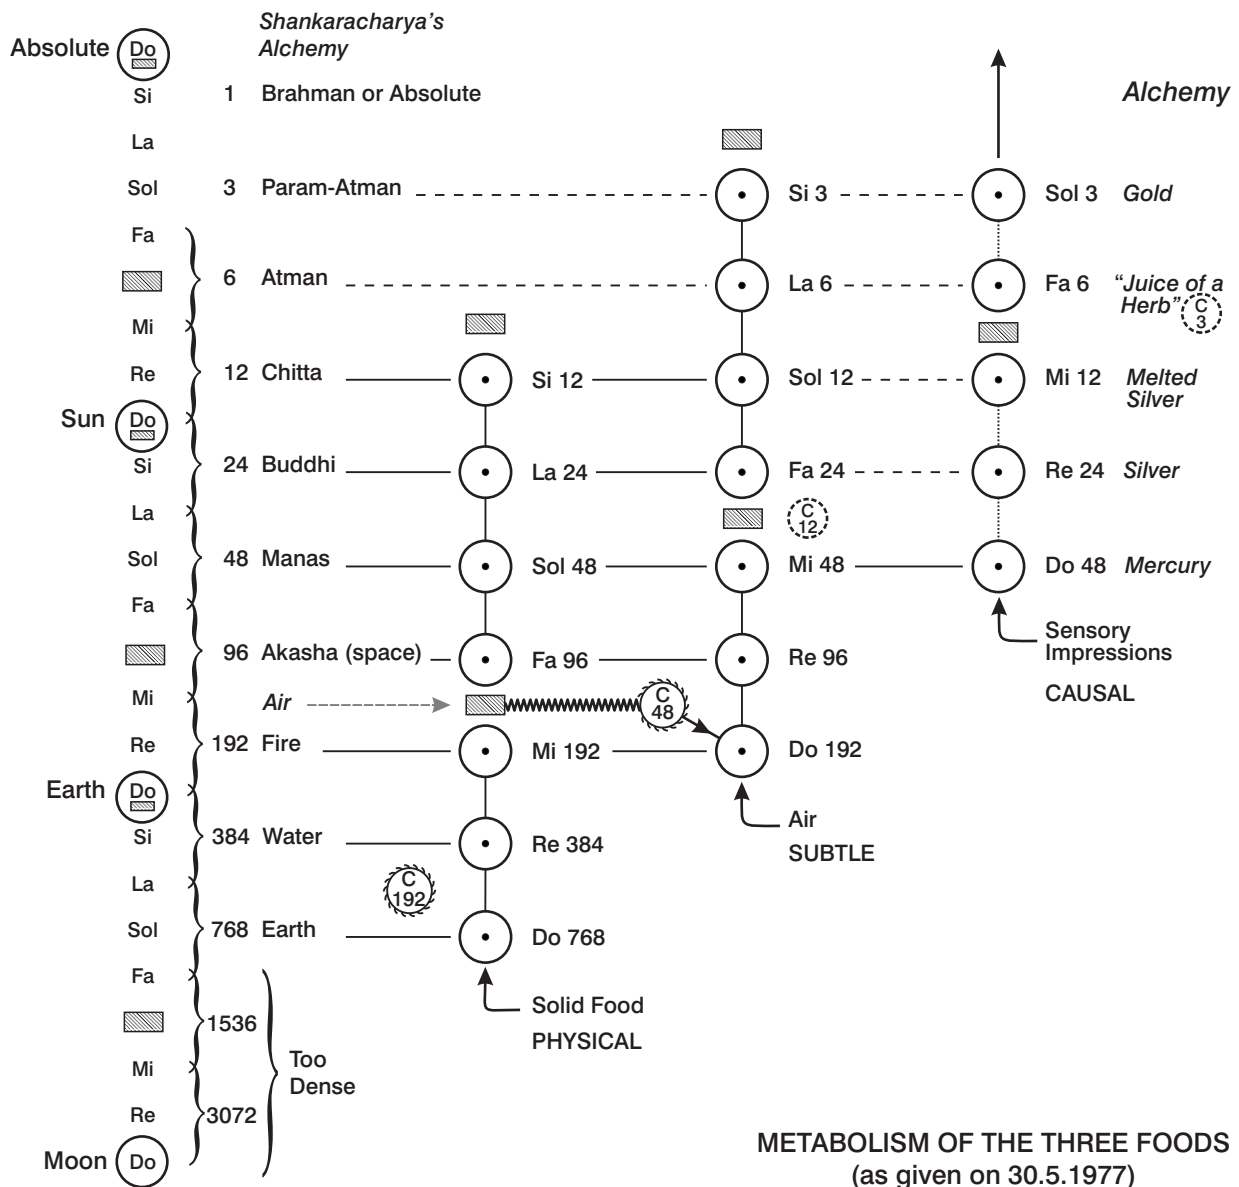 Shankaracharya's
Alchemy
Absolute Do
Si 1 Brahman or Absolute Alchemy
La
Sol 3 Param-Atman Si 3 Sol 3 Gold
Fa
6 Atman La 6 Fa 6 "Juice of a
Herb" C
3
Mi
Re 12 Chitta Si 12 Sol 12 Mi 12 Melted
Silver
Sun Do
Si 24 Buddhi La 24 Fa 24 Re 24 Silver
La C
12
Sol 48 Manas Sol 48 Mi 48 Do 48 Mercury
Fa
Sensory
Impressions
CAUSAL
96 Akasha (space) Fa 96 Re 96
Mi Air C
48
Re 192 Fire Mi 192 Do 192
Earth Do
Air
SUBTLE
Si 384 Water Re 384
La C
192
Sol 768 Earth Do 768
Fa
Solid Food
PHYSICAL
1536
Mi Too
Dense
Re 3072
Moon Do
METABOLISM OF THE THREE FOODS
(as given on 30.5.1977)